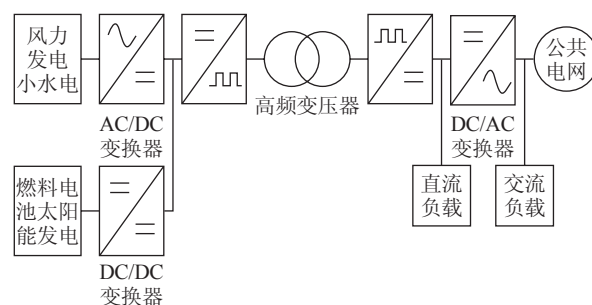 风力
发电
小水电
AC/DC
变换器
高频变压器
DC/AC
变换器
公共
电网
直流
负载
交流
负载
燃料电
池太阳
能发电
DC/DC
变换器